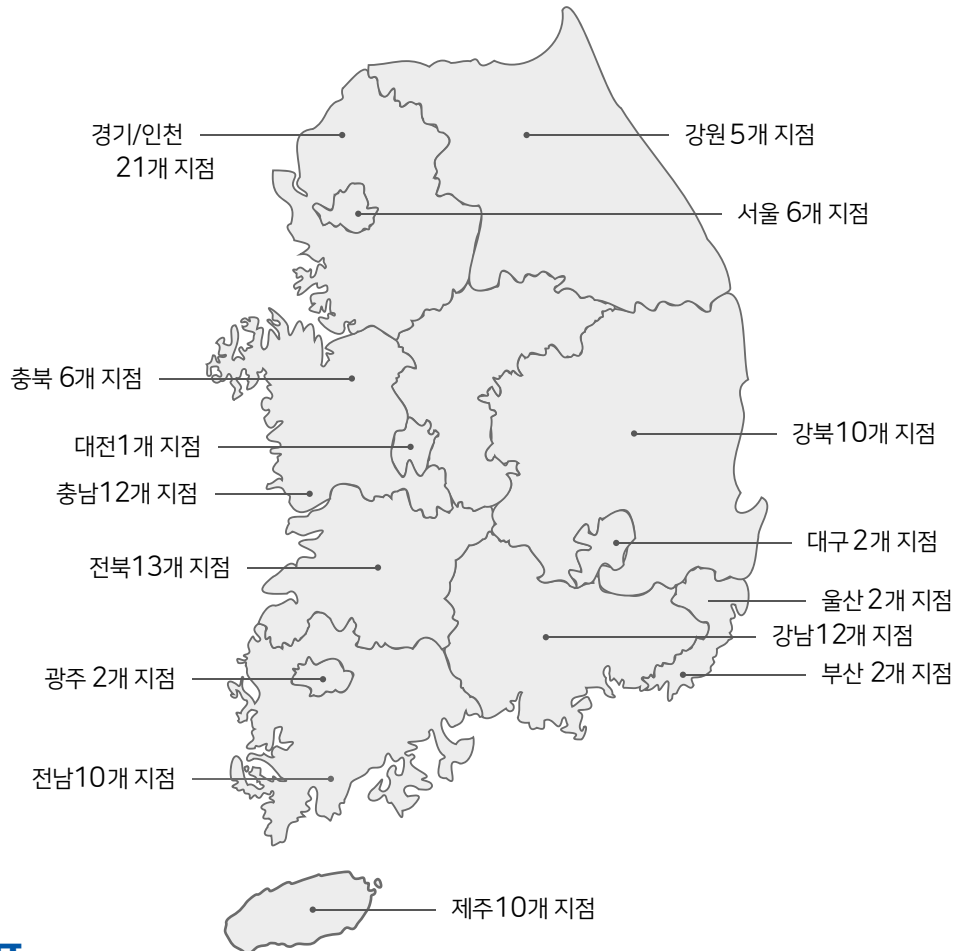 경기/인천
21개 지점
강원 5개 지점
서울 6개 지점
충북 6개 지점
강북10개 지점
대전1개 지점
충남12개 지점
대구 2개 지점
전북13개 지점
울산 2개 지점
강남12개 지점
부산 2개 지점
광주 2개 지점
전남10개 지점
제주10개 지점